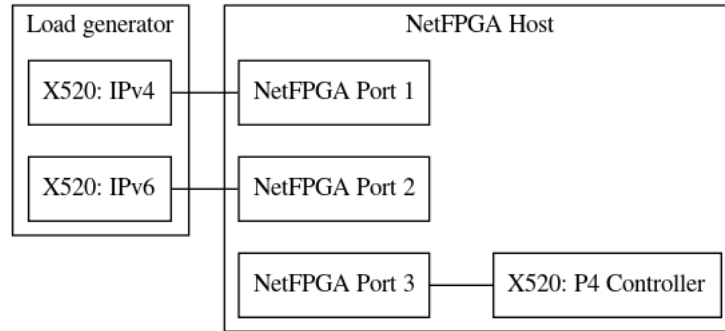 Load generator
NetFPGA Host
X520: IPv4
NetFPGA Port 1
X520: IPv6
NetFPGA Port 2
NetFPGA Port 3
X520: P4 Controller